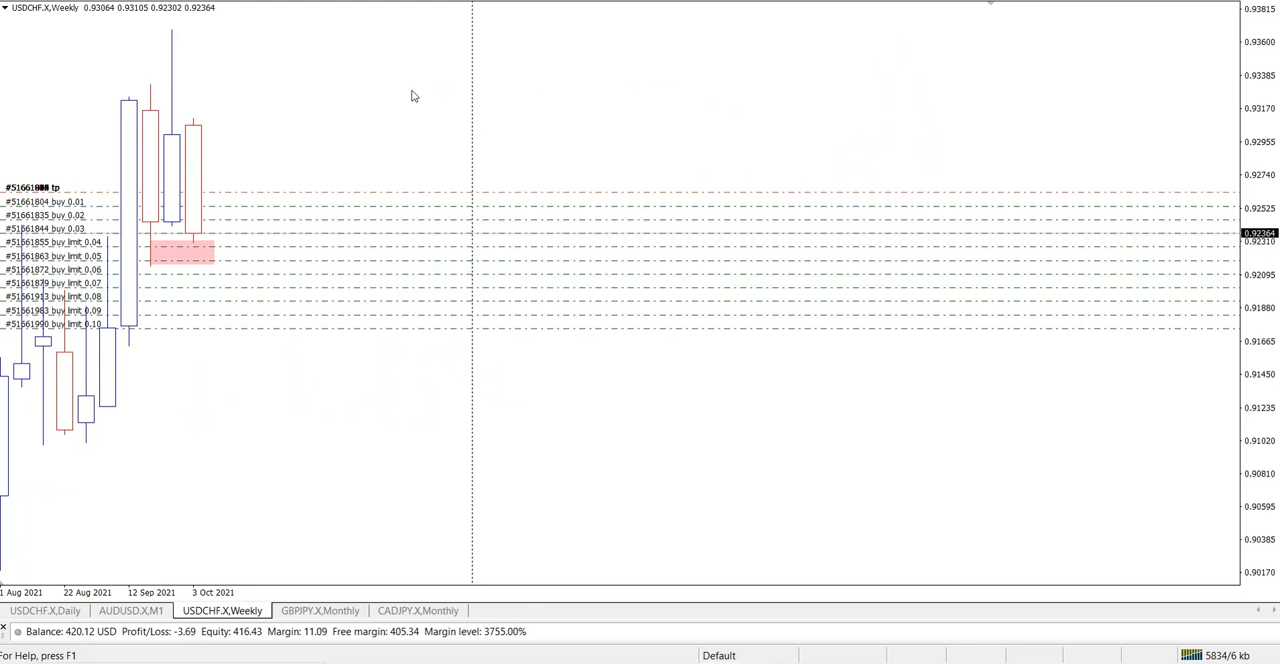 USDCHF.X,Weekly 0.93064 0.93105 0.92302 0.92364
0.93815
0.93600
0.93385
0.93170
0.92955
0.92740
0.92525
0.92364
0.92310
0.92095
0.91880
0.91665
0.91450
0.91235
0.91020
0.90810
0.90595
0.90385
0.90170
tp
#51661804 buy 0.01
#51661835 buy 0.02
#51661844 buy 0.03
#51661855 buy limit 0.04
#51661863 buy limit 0.05
#51661872 buy limit 0.06
#51661879 buy limit 0.07
#51661913 buy limit 0.08
#51661983 buy limit 0.09
#51661990 buy limit 0.10
1 Aug 2021 22 Aug 2021 12 Sep 2021 3 Oct 2021
USDCHF.X,Daily AUDUSD.X,M1 USDCHF.X,Weekly GBPJPY.X,Monthly CADJPY.X,Monthly
Balance: 420.12 USD Profit/Loss: -3.69 Equity: 416.43 Margin: 11.09 Free margin: 405.34 Margin level: 3755.00%
For Help, press F1 Default 5834/6 kb